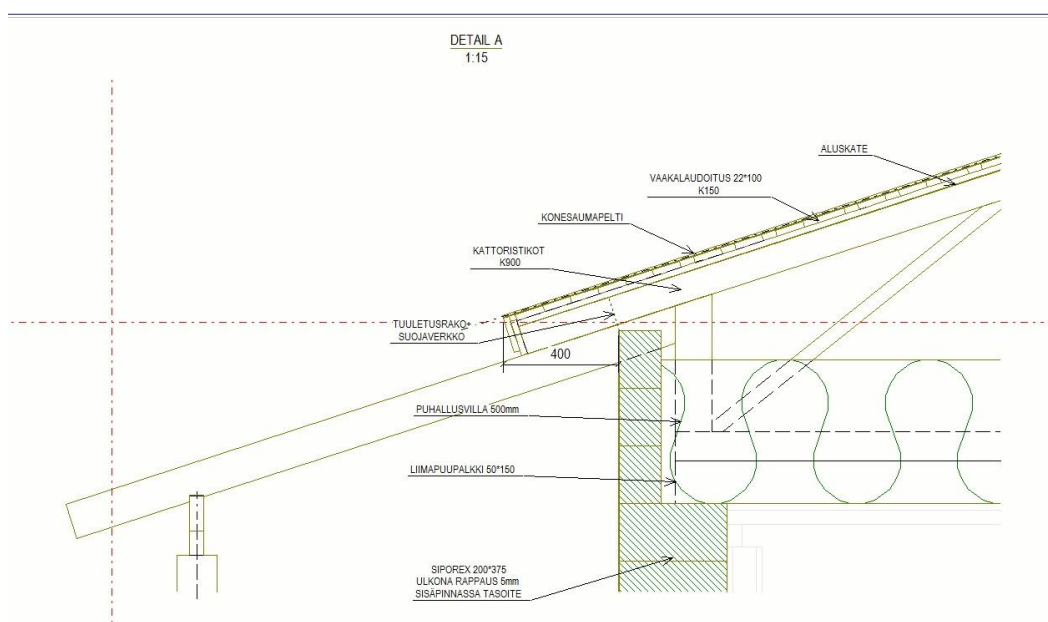 DETAIL A
1:15
ALUSKATE
VAAKALAUDOITUS 22*100
K150
KONESAUMAPELTI
KATTORISTIKOT
K900
TUULETUSRAKO+
SUOJAVERKKO
400
PUHALLUSVILLA 500mm
LIIMAPUUPALKKI 50*150
SIPOREX 200*375
ULKONA RAPPAUS 5mm
SISÄPINNASSA TASOITE